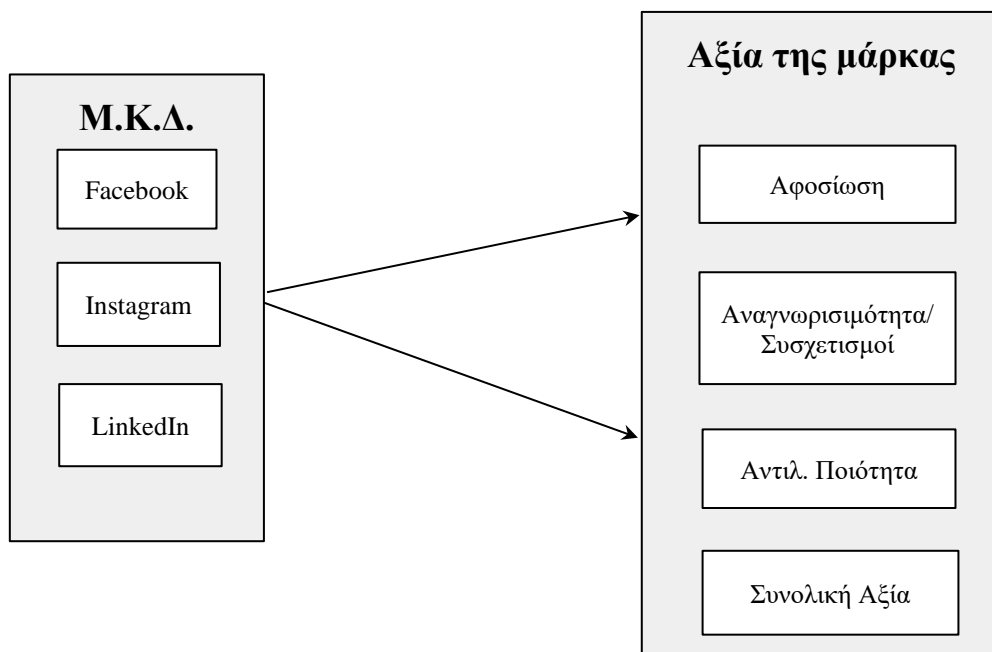 Μ.Κ.Δ.
Facebook
Instagram
LinkedIn
Αξία της μάρκας
Αφοσίωση
Αναγνωρισιμότητα/
Συσχετισμοί
Αντιλ. Ποιότητα
Συνολική Αξία